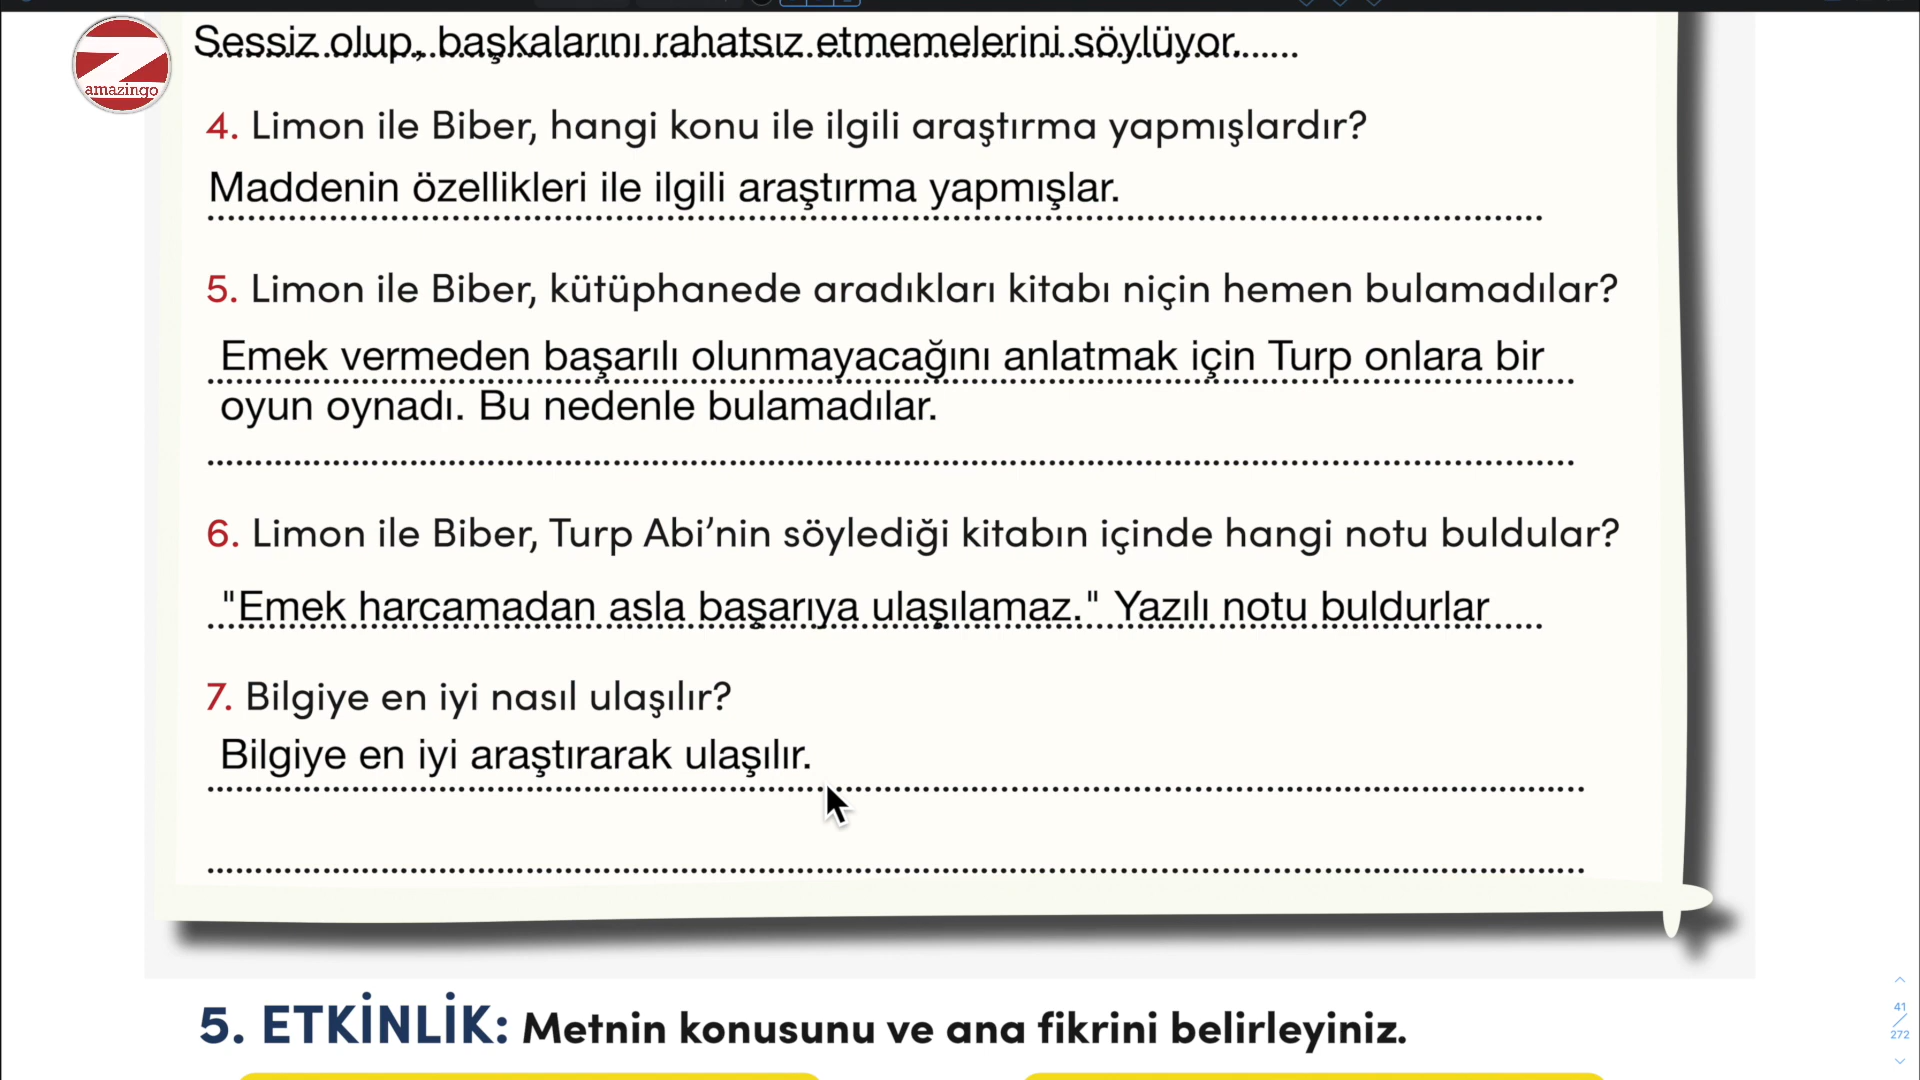 amazingo
Sessiz olup, başkalarını rahatsız etmemelerini söylüyor.
4. Limon ile Biber, hangi konu ile ilgili araştırma yapmışlardır?
Maddenin özellikleri ile ilgili araştırma yapmışlar.
5. Limon ile Biber, kütüphanede aradıkları kitabı niçin hemen bulamadılar?
Emek vermeden başarılı olunmayacağını anlatmak için Turp onlara bir
oyun oynadı. Bu nedenle bulamadılar.
6. Limon ile Biber, Turp Abi’nin söylediği kitabın içinde hangi notu buldular?
"Emek harcamadan asla başarıya ulaşılamaz." Yazılı notu buldurlar
7. Bilgiye en iyi nasıl ulaşılır?
Bilgiye en iyi araştırarak ulaşılır.
5. ETKİNLİK: Metnin konusunu ve ana fikrini belirleyiniz.
41
272